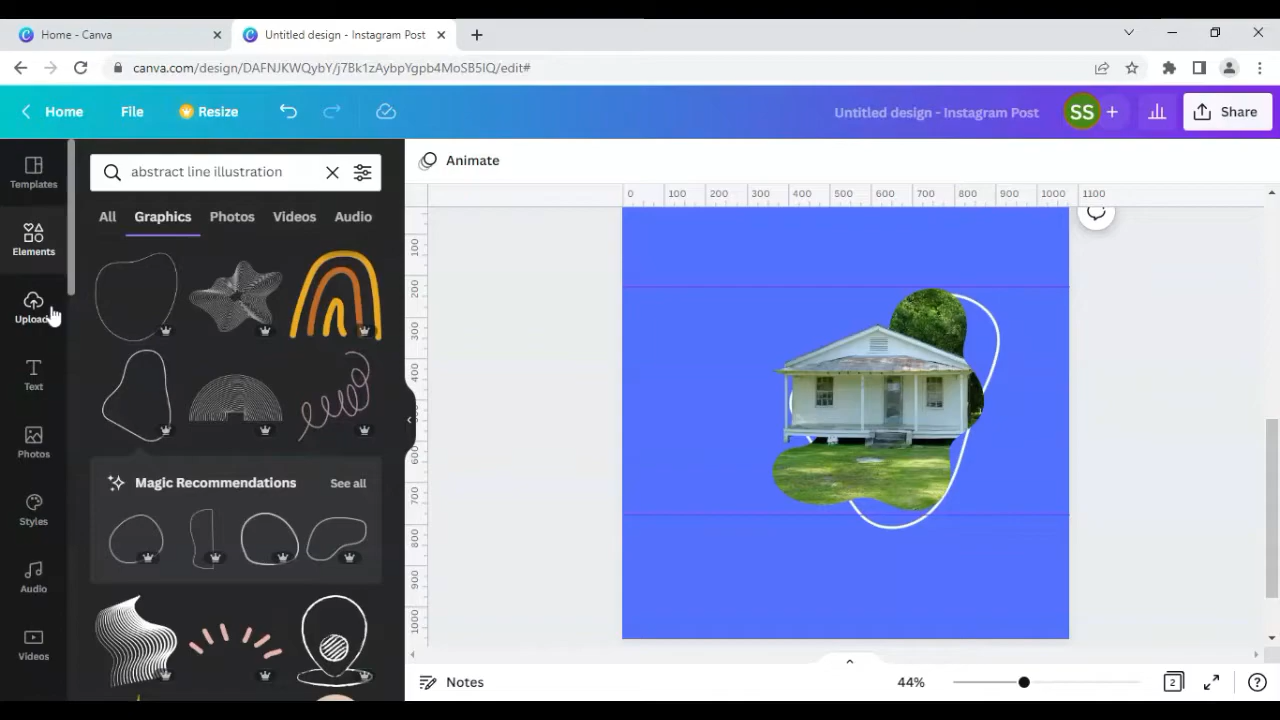 Home - Canva
Untitled design - Instagram Post
canva.com/design/DAFNJKWQybY/j7Bk1zAybpYgpb4MoSB5IQ/edit#
Home
File
Resize
Untitled design - Instagram Post
SS
Share
Templates
Elements
Uploads
Text
Photos
Styles
Audio
Videos
abstract line illustration
All
Graphics
Photos
Videos
Audio
Magic Recommendations
See all
Animate
0 100 200 300 400 500 600 700 800 900 1000 1100
100
200
300
400
500
600
700
800
900
1000
Notes
44%
2